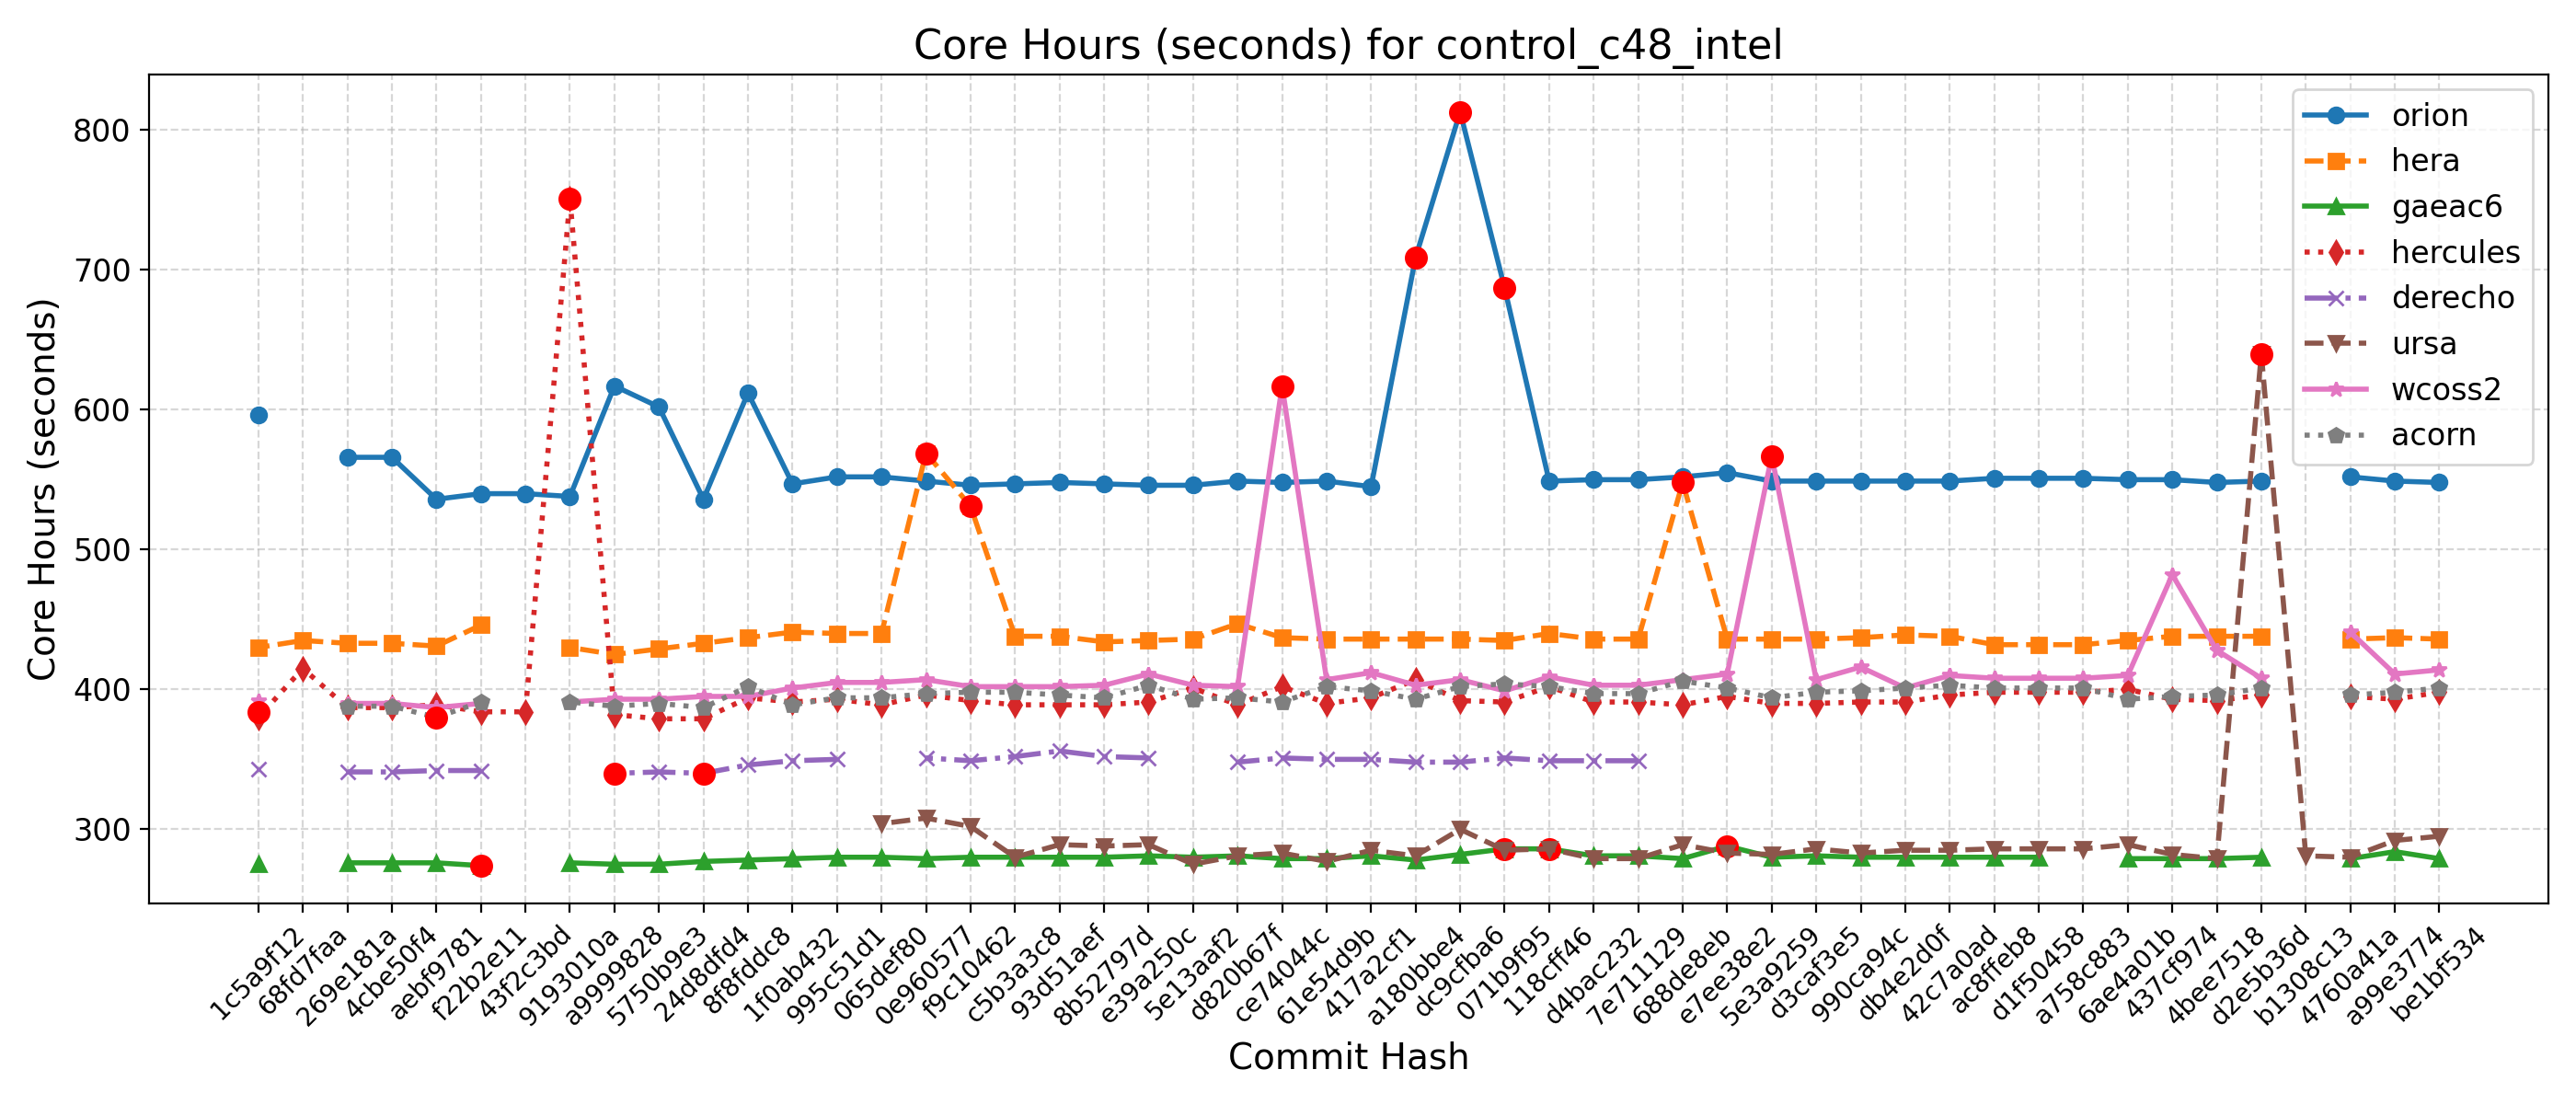 Core Hours (seconds) for control_c48_intel
Core Hours (seconds)
800
700
600
500
400
300
orion
hera
gaeac6
hercules
derecho
ursa
wcoss2
acorn
1c5a9f12
68fd7faa
269e181a
4cbe50f4
aebf9781
f22b2e11
43f2c3bd
9193010a
a9999828
5750b9e3
24d8dfd4
8f8fddc8
1f0ab432
995c51d1
065def80
0e960577
f9c10462
c5b3a3c8
93d51aef
8b52797d
e39a250c
5e13aaf2
d820b67f
ce74044c
61e54d9b
417a2cf1
a180bbe4
dc9cfba6
071b9f95
118cff46
d4bac232
7e711129
688de8eb
e7ee38e2
5e3a9259
d3caf3e5
990ca94c
db4e2d0f
42c7a0ad
ac8ffeb8
d1f50458
a758c883
6ae4a01b
437cf974
4bee7518
d2e5b36d
b1308c13
4760a41a
a99e3774
be1bf534
Commit Hash